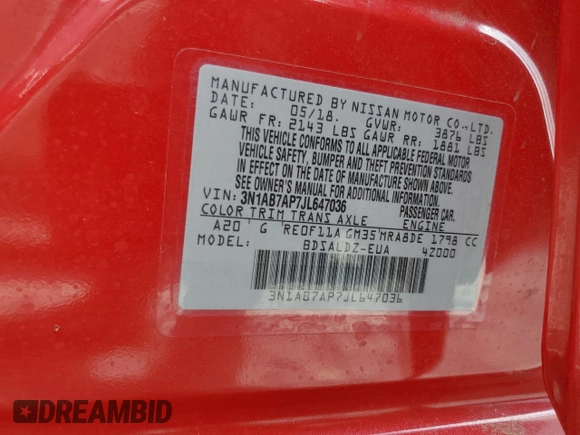 MANUFACTURED BY NISSAN MOTOR CO.,LTD.
DATE: 05/18. GVWR: 3876 LBS
GAWR FR: 2143 LBS GAWR RR: 1881 LBS
THIS VEHICLE CONFORMS TO ALL APPLICABLE FEDERAL MOTOR
VEHICLE SAFETY, BUMPER AND THEFT PREVENTION STANDARDS
IN EFFECT ON THE DATE OF MANUFACTURE SHOWN ABOVE.
SEE OWNER'S MANUAL FOR ADDITIONAL INFORMATION.
VIN: 3N1AB7AP7JL647036 PASSENGER CAR
COLOR TRIM TRANS AXLE ENGINE
A20 G RE0F11A GM35 MRA8DE 1798 CC
MODEL: BDSALDZ-EUA 42000
3N1AB7AP7JL647036
DREAMBID